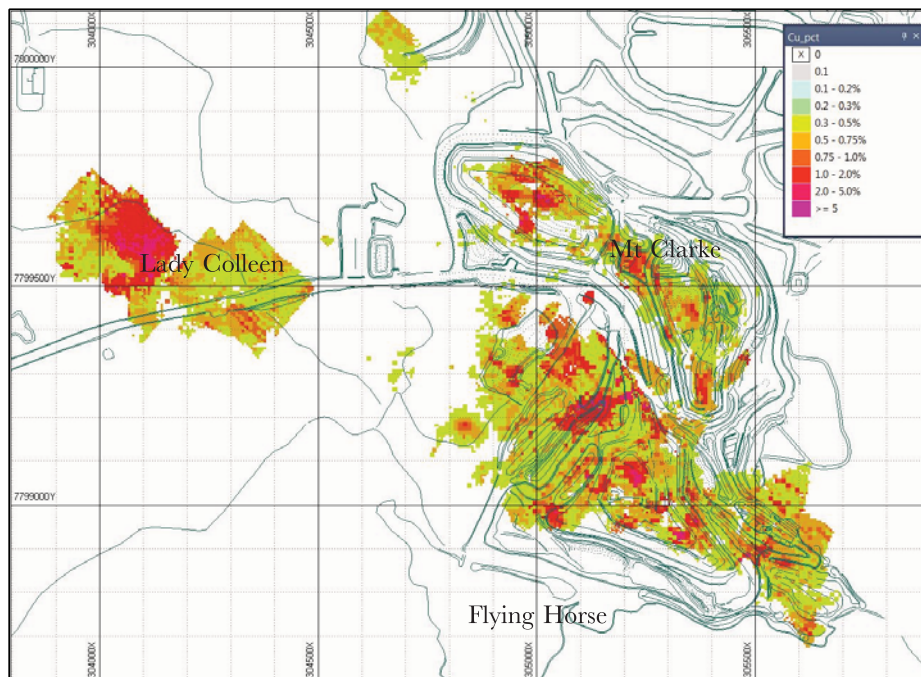 304000X
304500X
305000X
305500X
Cu_pct
X 0
0.1
0.1 - 0.2%
0.2 - 0.3%
0.3 - 0.5%
0.5 - 0.75%
0.75 - 1.0%
1.0 - 2.0%
2.0 - 5.0%
>= 5
7800000Y
Mt Clarke
Lady Colleen
7799500Y
7799000Y
Flying Horse
304000X
304500X
305000X
305500X